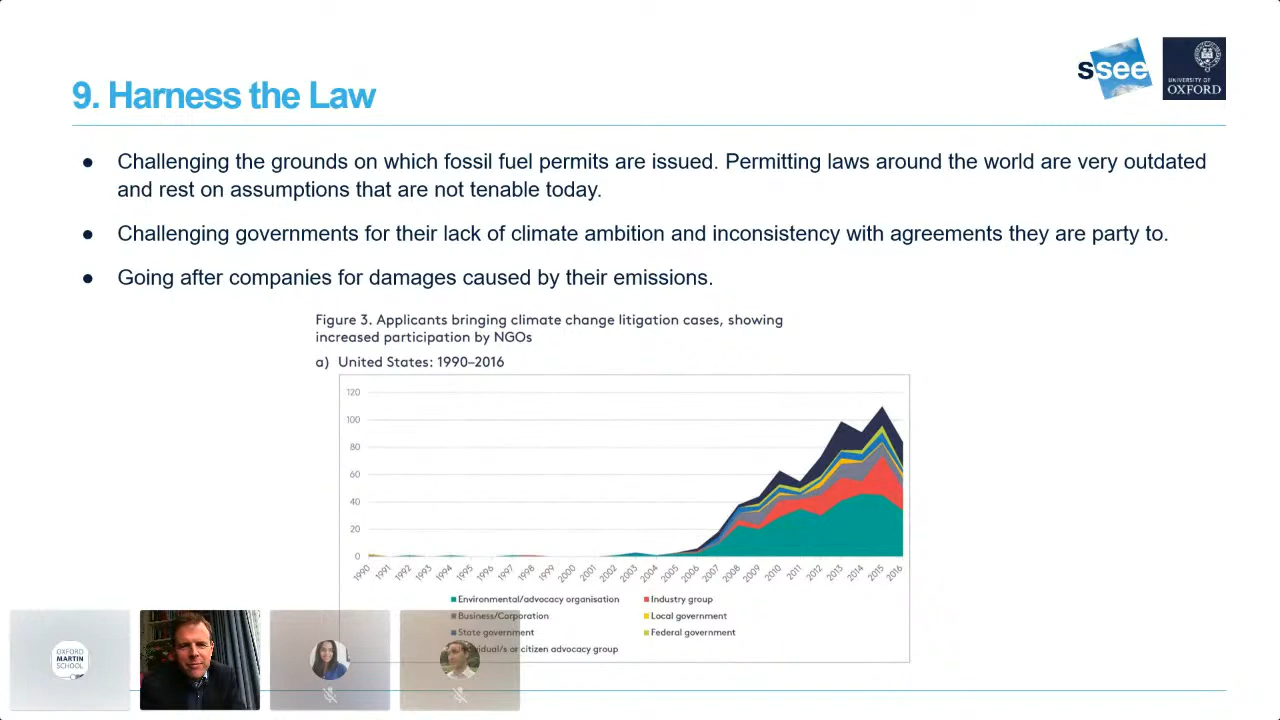 ssee
UNIVERSITY OF
OXFORD
9. Harness the Law
● Challenging the grounds on which fossil fuel permits are issued. Permitting laws around the world are very outdated
and rest on assumptions that are not tenable today.
● Challenging governments for their lack of climate ambition and inconsistency with agreements they are party to.
● Going after companies for damages caused by their emissions.
Figure 3. Applicants bringing climate change litigation cases, showing
increased participation by NGOs
a) United States: 1990–2016
120
100
80
60
40
20
0
1990 1991 1992 1993 1994 1995 1996 1997 1998 1999 2000 2001 2002 2003 2004 2005 2006 2007 2008 2009 2010 2011 2012 2013 2014 2015 2016
Environmental/advocacy organisation Industry group
Business/Corporation Local government
State government Federal government
Individual/s or citizen advocacy group
OXFORD
MARTIN
SCHOOL